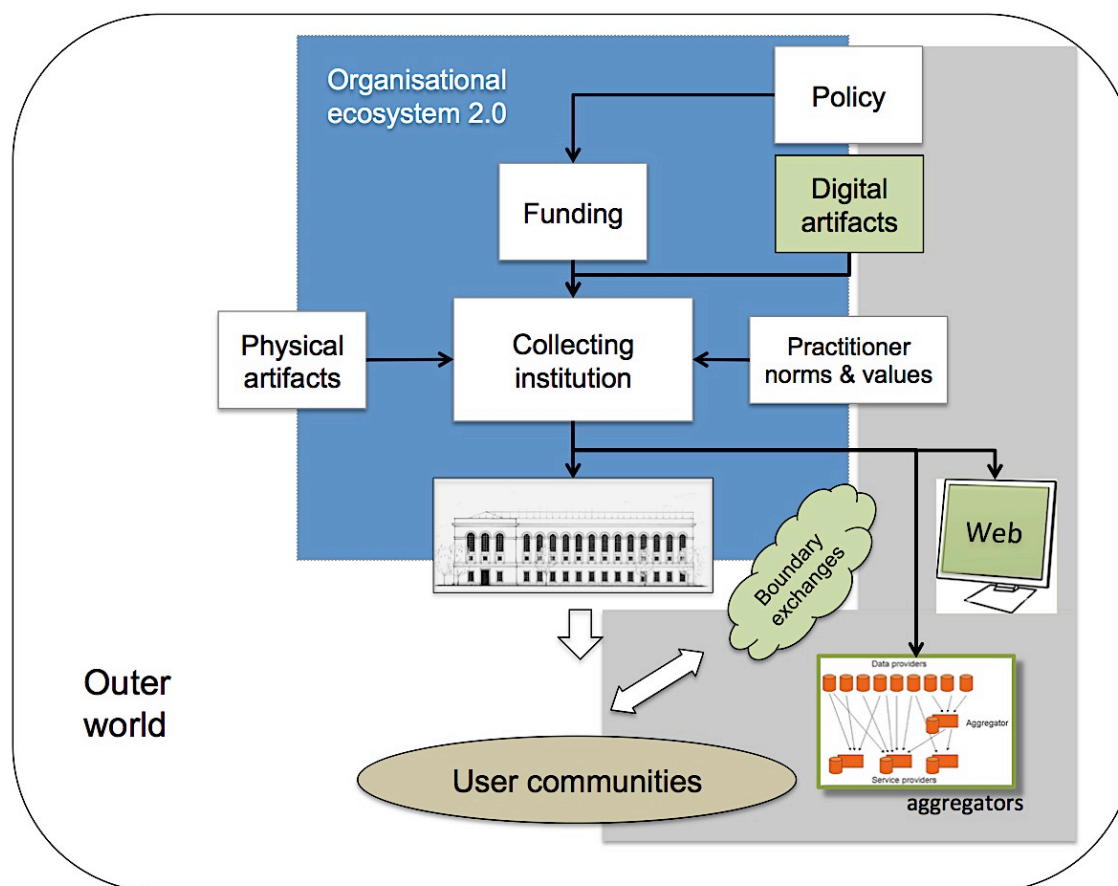 Organisational
ecosystem 2.0
Policy
Funding
Digital
artifacts
Physical
artifacts
Collecting
institution
Practitioner
norms & values
Web
Boundary
exchanges
Outer
world
Data providers
Aggregator
Service providers
aggregators
User communities